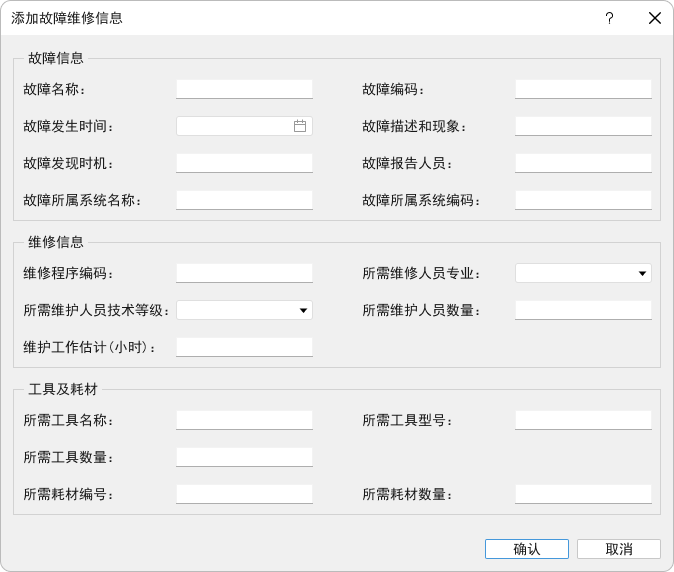 添加故障维修信息 ?
故障信息
故障名称: 故障编码:
故障发生时间: 故障描述和现象:
故障发现时机: 故障报告人员:
故障所属系统名称: 故障所属系统编码:
维修信息
维修程序编码: 所需维修人员专业:
所需维护人员技术等级: 所需维护人员数量:
维护工作估计(小时):
工具及耗材
所需工具名称: 所需工具型号:
所需工具数量:
所需耗材编号: 所需耗材数量:
确认 取消